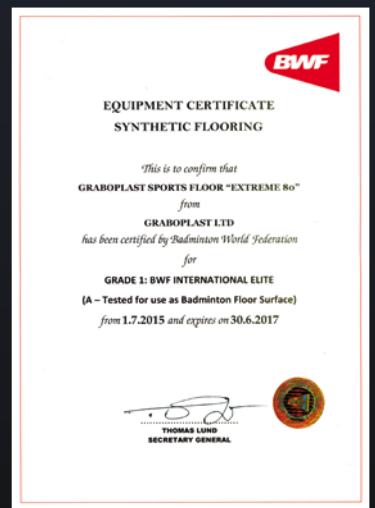 BWF
EQUIPMENT CERTIFICATE
SYNTHETIC FLOORING
This is to confirm that
GRABOPLAST SPORTS FLOOR “EXTREME 80”
from
GRABOPLAST LTD
has been certified by Badminton World Federation
for
GRADE 1: BWF INTERNATIONAL ELITE
(A – Tested for use as Badminton Floor Surface)
from 1.7.2015 and expires on 30.6.2017
THOMAS LUND
SECRETARY GENERAL